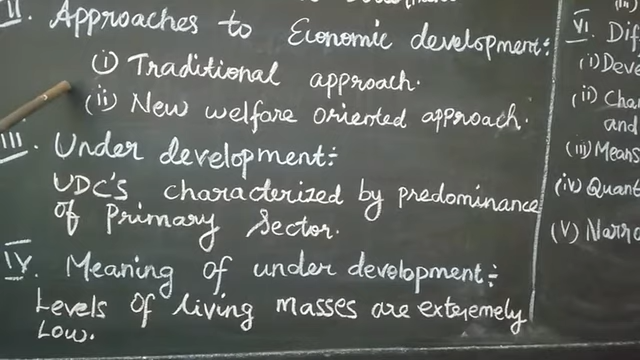 II. Approaches to Economic development:
(i) Traditional approach.
(ii) New welfare oriented approach.
III. Under development:
UDC'S characterized by predominance
of Primary Sector.
IV. Meaning of under development:
Levels of living masses are exteremely
Low.
VI. Dif
(i) Deve
(ii) Cha
and
(iii) Means
(iv) Quant
(V) Narro